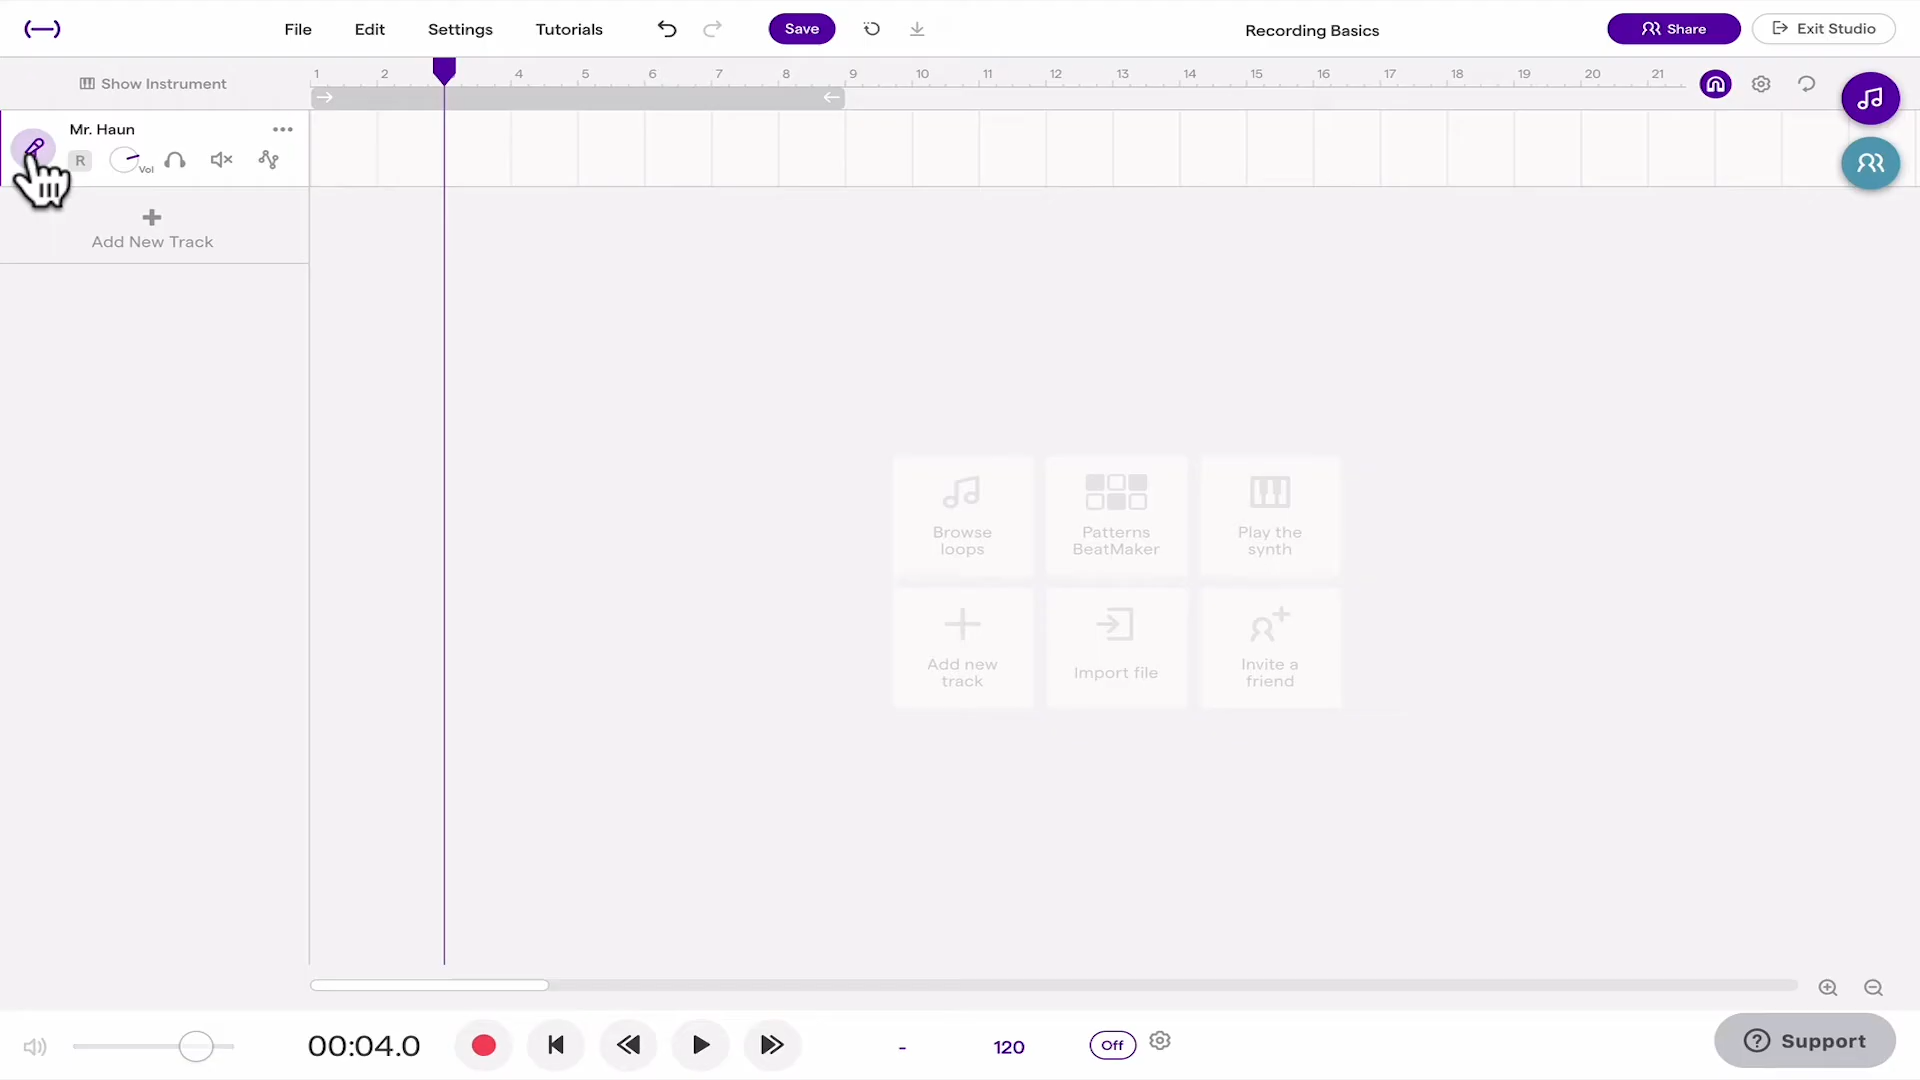 File Edit Settings Tutorials Save Recording Basics Share Exit Studio
Show Instrument
1 2 4 5 6 7 8 9 10 11 12 13 14 15 16 17 18 19 20 21
Mr. Haun
R Vol
Add New Track
Browse
loops
Patterns
BeatMaker
Play the
synth
Add new
track
Import file
Invite a
friend
00:04.0 - 120 Off ? Support